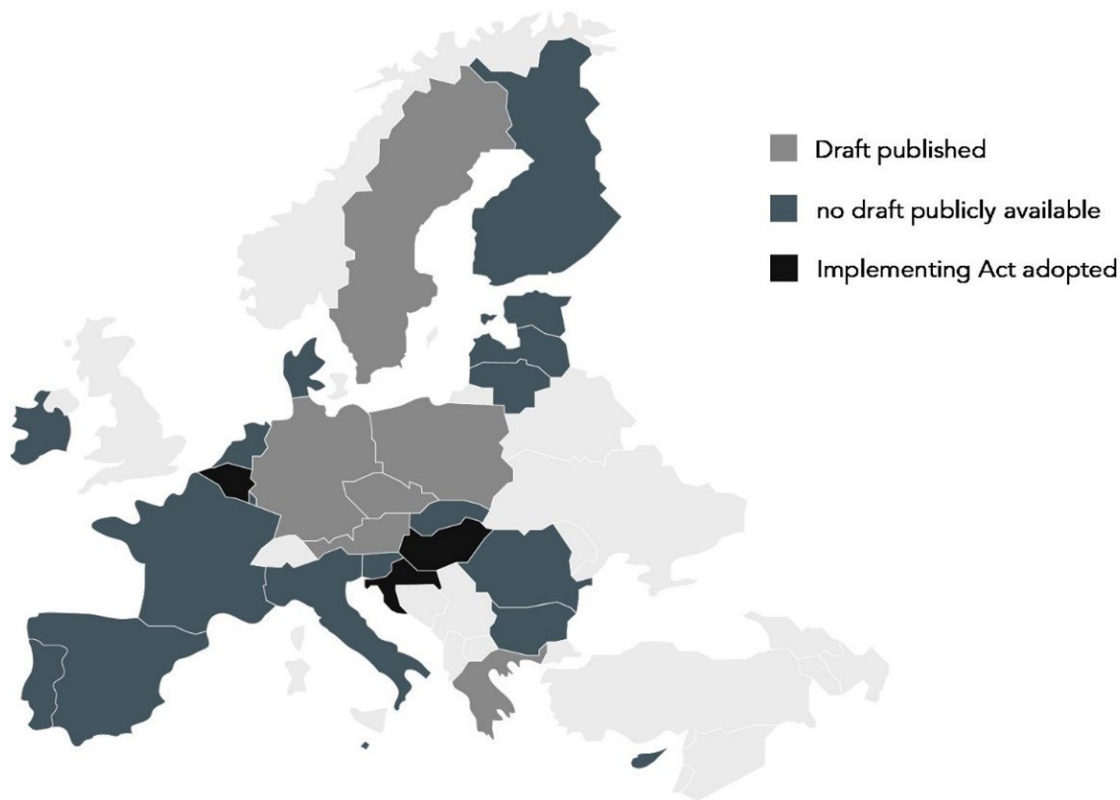 Draft published
no draft publicly available
Implementing Act adopted